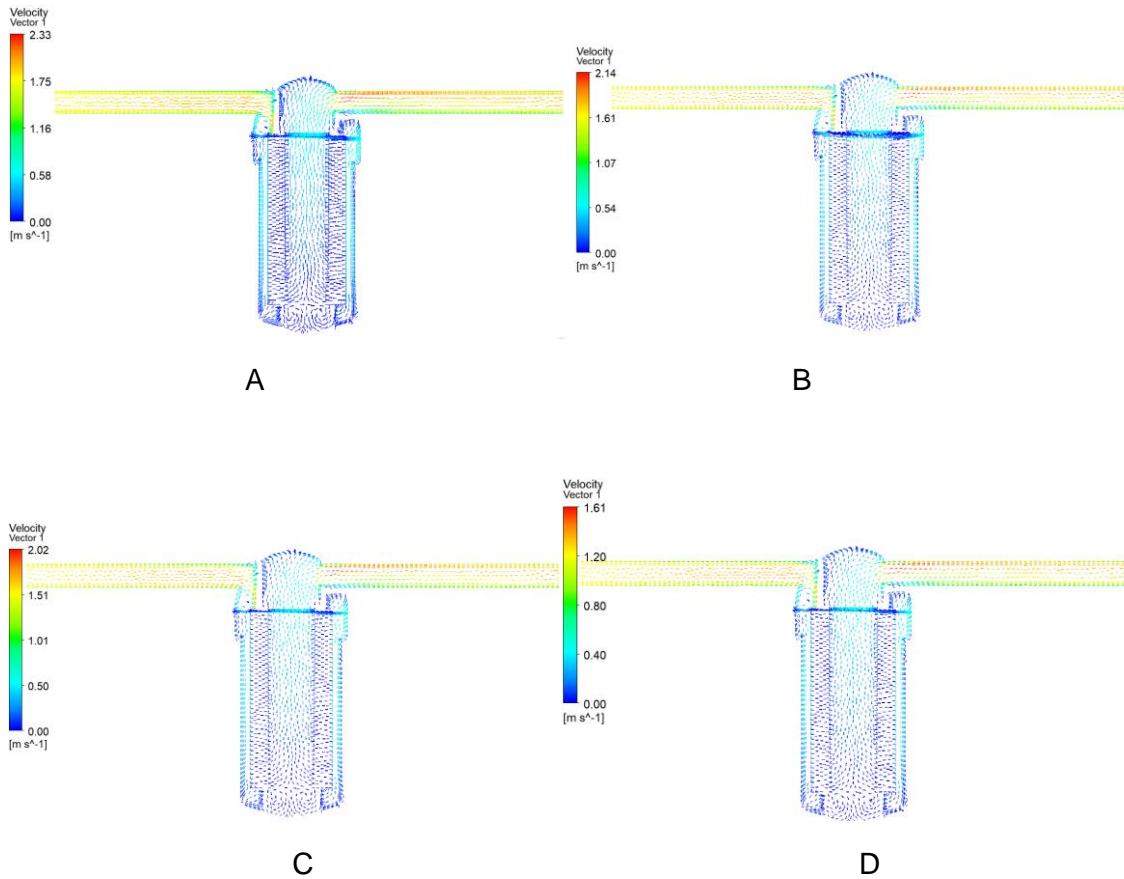 Velocity
Vector 1
2.33
1.75
1.16
0.58
0.00
[m s^-1]
A
Velocity
Vector 1
2.14
1.61
1.07
0.54
0.00
[m s^-1]
B
Velocity
Vector 1
2.02
1.51
1.01
0.50
0.00
[m s^-1]
C
Velocity
Vector 1
1.61
1.20
0.80
0.40
0.00
[m s^-1]
D